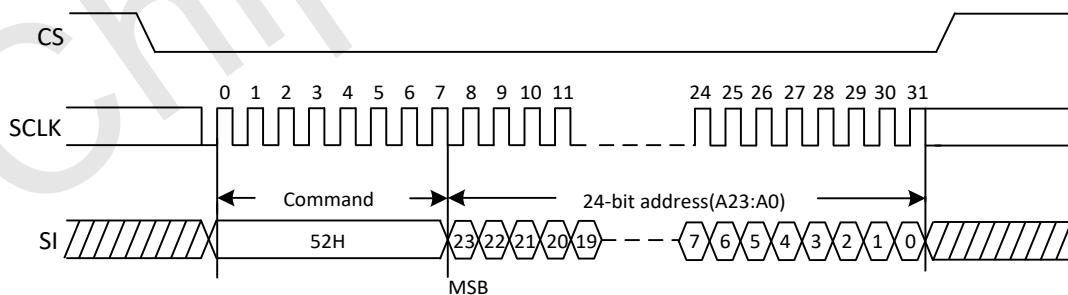 CS
0 1 2 3 4 5 6 7 8 9 10 11 24 25 26 27 28 29 30 31
SCLK
Command 24-bit address(A23:A0)
SI 52H 23 22 21 20 19 7 6 5 4 3 2 1 0
MSB